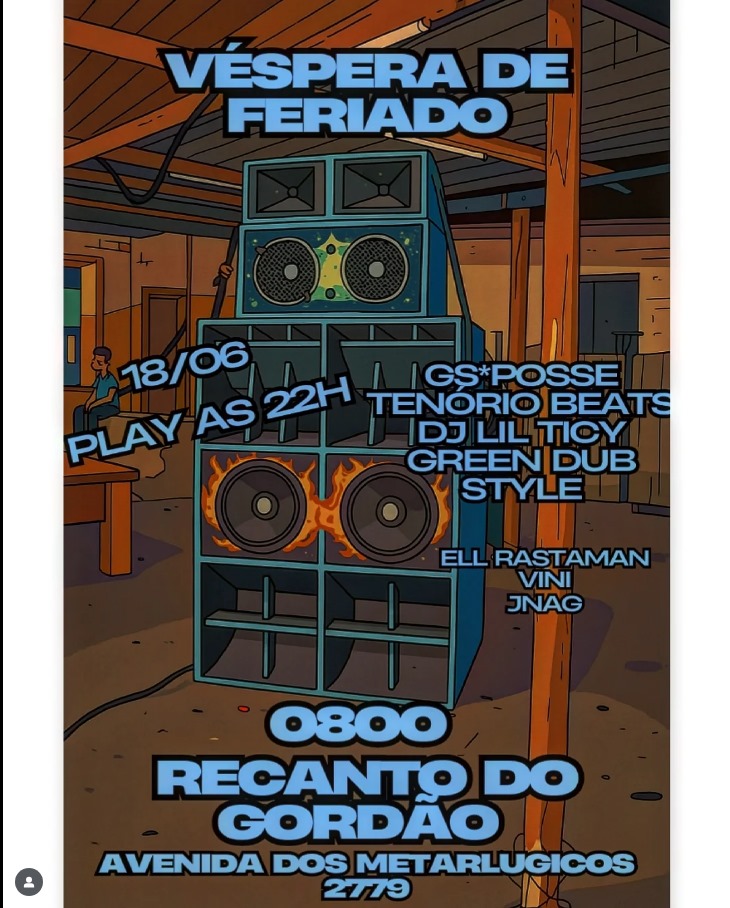 VÉSPERA DE
FERIADO
18/06
PLAY AS 22H
GS*POSSE
TENÓRIO BEATS
DJ LIL TICY
GREEN DUB
STYLE
ELL RASTAMAN
VINI
JNAG
0800
RECANTO DO
GORDÃO
AVENIDA DOS METARLUGICOS
2779